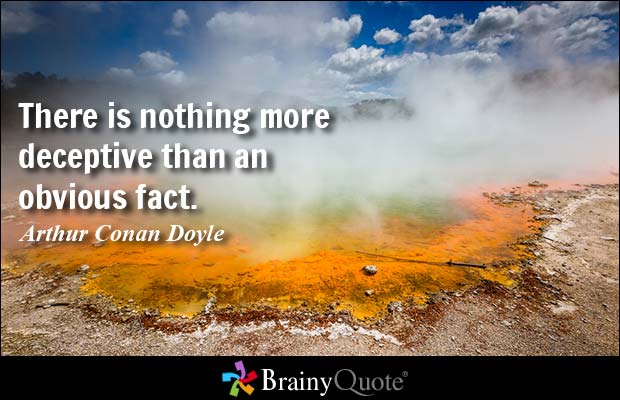 There is nothing more
deceptive than an
obvious fact.
Arthur Conan Doyle
BrainyQuote®